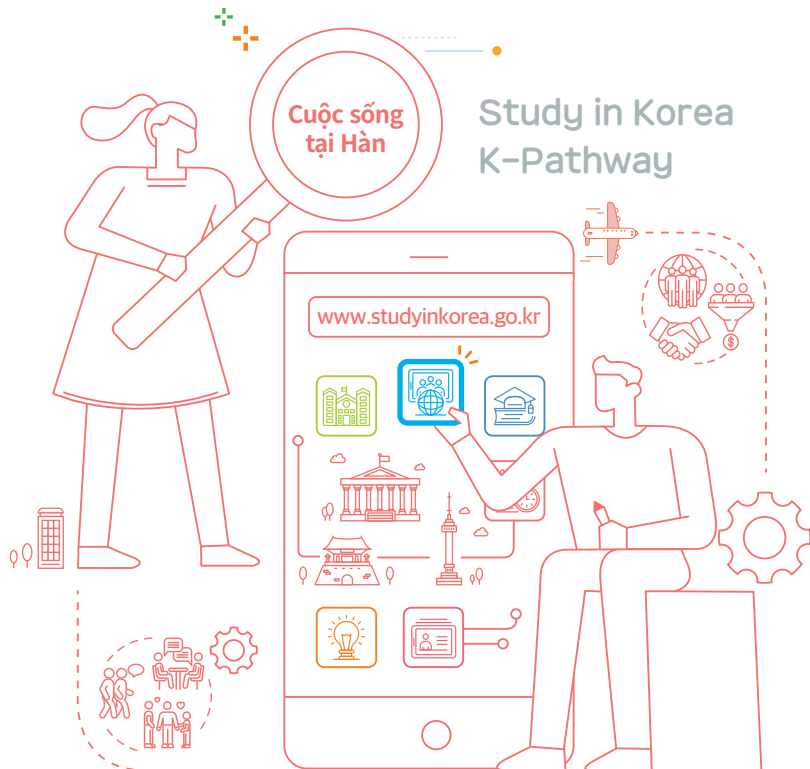 Cuộc sống
tại Hàn
Study in Korea
K-Pathway
www.studyinkorea.go.kr
$